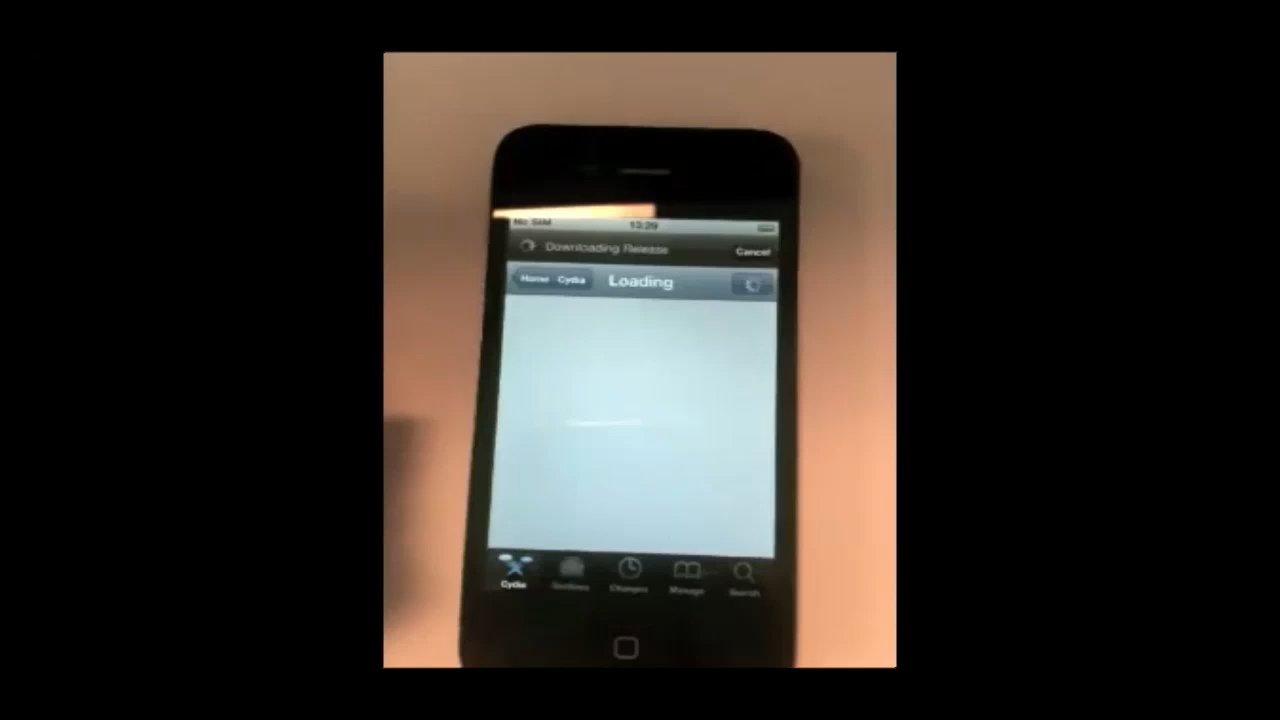 No SIM 13:29
Downloading Release Cancel
Home Cydia Loading
Cydia Sections Changes Manage Search